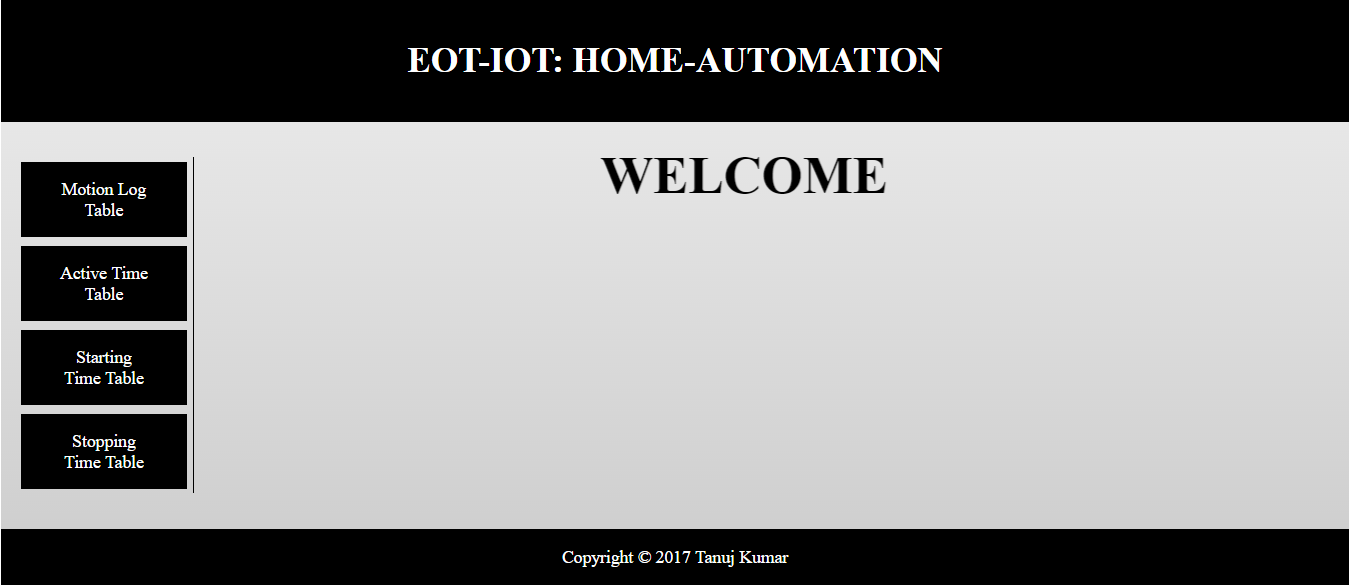 EOT-IOT: HOME-AUTOMATION
WELCOME
Motion Log
Table
Active Time
Table
Starting
Time Table
Stopping
Time Table
Copyright © 2017 Tanuj Kumar